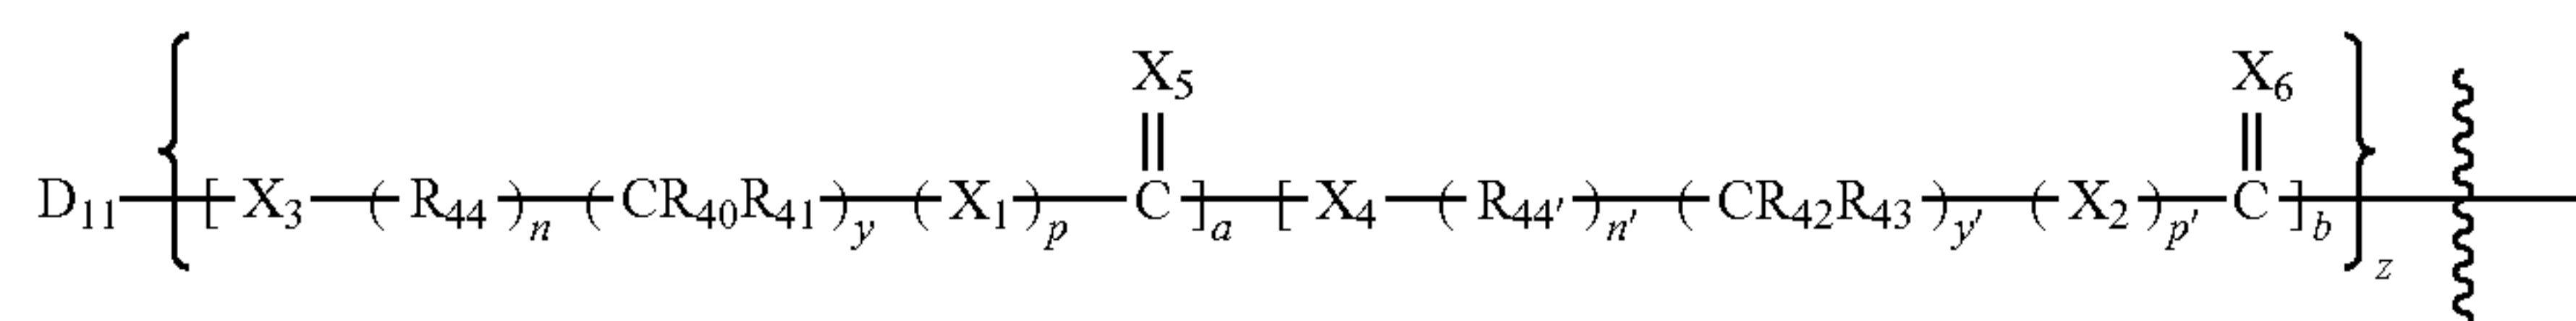 X5 X6
D11 { [ X3 ( R44 )n ( CR40R41 )y ( X1 )p C ]a [ X4 ( R44' )n' ( CR42R43 )y' ( X2 )p' C ]b } z